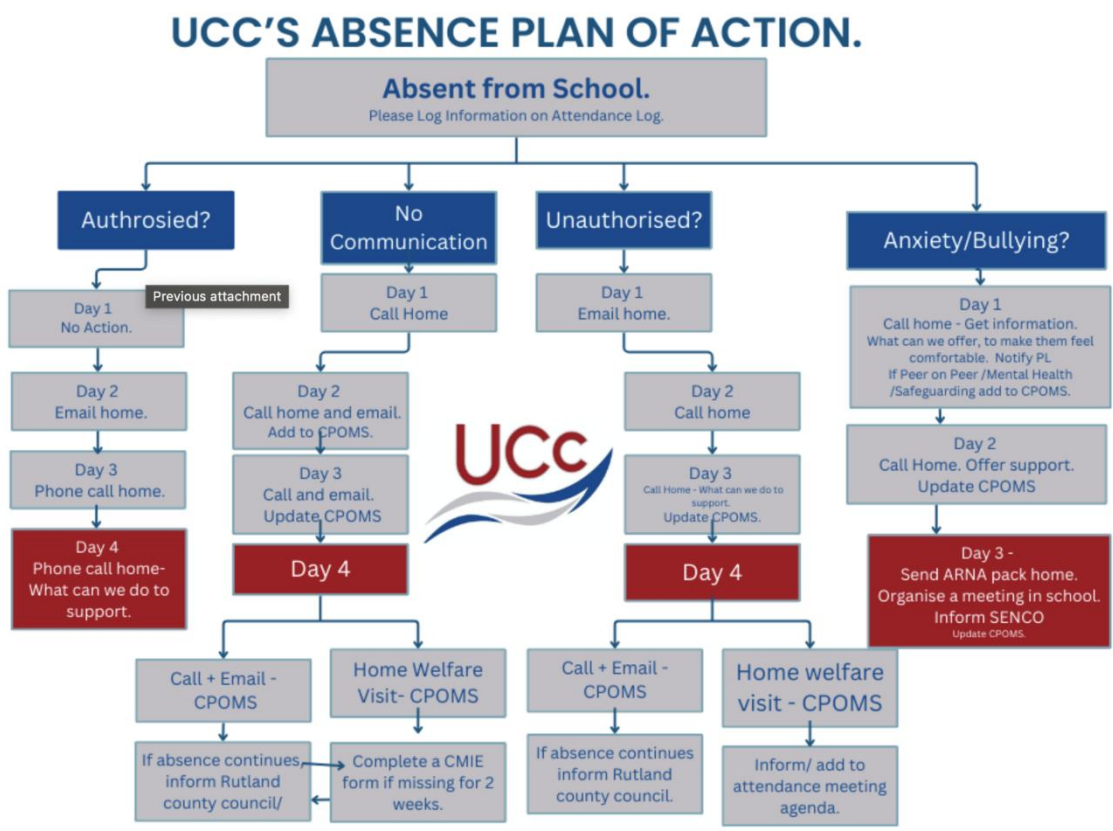 UCC'S ABSENCE PLAN OF ACTION.
Absent from School.
Please Log Information on Attendance Log.
Authrosied?
Previous attachment
Day 1
No Action.
Day 2
Email home.
Day 3
Phone call home.
Day 4
Phone call home-
What can we do to
support.
No
Communication
Day 1
Call Home
Day 2
Call home and email.
Add to CPOMS.
Day 3
Call and email.
Update CPOMS
Day 4
Call + Email -
CPOMS
If absence continues,
inform Rutland
county council/
Home Welfare
Visit- CPOMS
Complete a CMIE
form if missing for 2
weeks.
UCC
Unauthorised?
Day 1
Email home.
Day 2
Call home
Day 3
Call Home - What can we do to
support.
Update CPOMS.
Day 4
Call + Email -
CPOMS
If absence continues
inform Rutland
county council.
Home welfare
visit - CPOMS
Inform/ add to
attendance meeting
agenda.
Anxiety/Bullying?
Day 1
Call home - Get information.
What can we offer, to make them feel
comfortable. Notify PL
If Peer on Peer /Mental Health
/Safeguarding add to CPOMS.
Day 2
Call Home. Offer support.
Update CPOMS
Day 3 -
Send ARNA pack home.
Organise a meeting in school.
Inform SENCO
Update CPOMS.